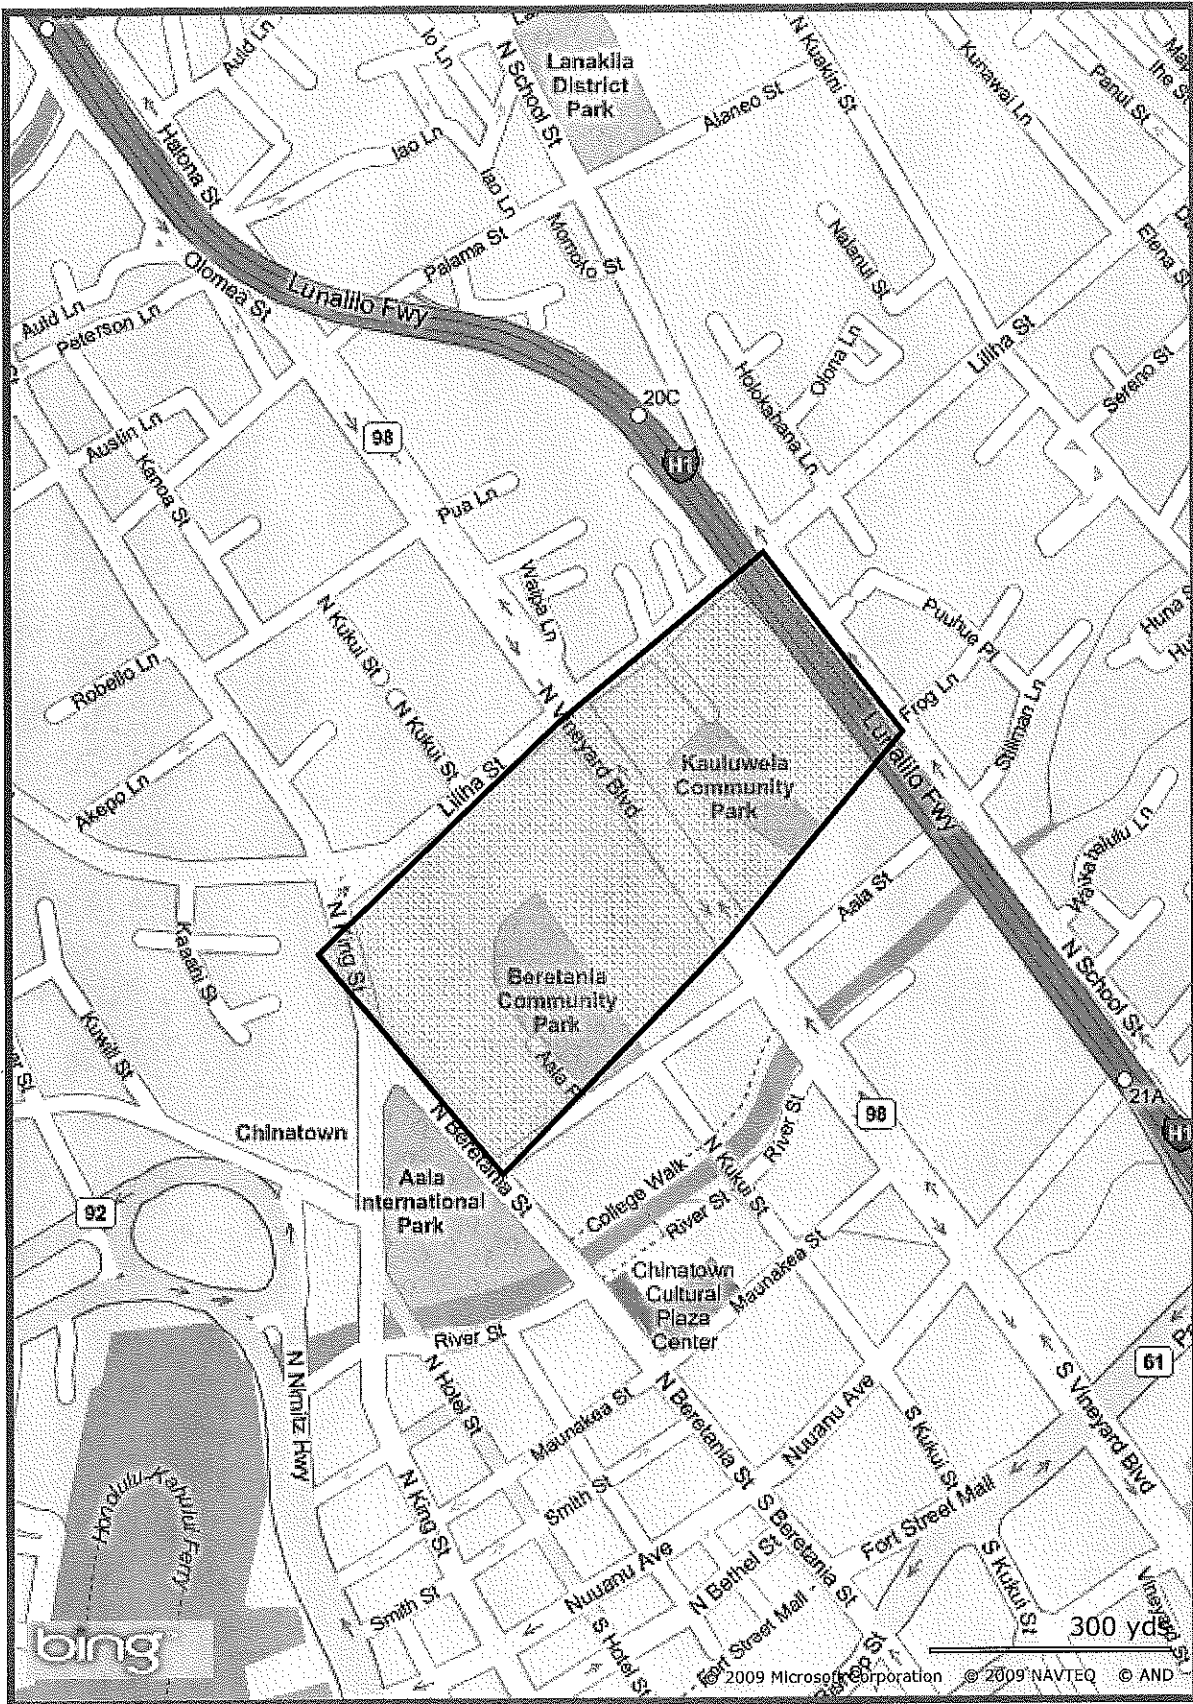 Auld Ln
Io Ln
N School St
Lanakila
District
Park
N Kuakini St
Kunawai Ln
Panui St
Alaneo St
Halona St
Iao Ln
Iao Ln
Palama St
Momoko St
Nalanui St
Elena St
Olomea St
Lunalilo Fwy
Auld Ln
Peterson Ln
Liliha St
Olona Ln
Holokahana Ln
Sereno St
20C
H1
98
Austin Ln
Kanoa St
Pua Ln
Waipa Ln
N Kukui St
N Kukui St
Puuhue Pl
Huna S
Robello Ln
N Vineyard Blvd
Frog Ln
Stillman Ln
Lunalilo Fwy
Kauluwela
Community
Park
Liliha St
Akepo Ln
Aala St
N King St
Kaaahi St
Beretania
Community
Park
Aala P
N School St
Kuwili St
21A
H1
98
River St
N Beretania St
Chinatown
N Kukui St
College Walk
River St
Aala
International
Park
92
Chinatown
Cultural
Plaza
Center
Maunakea St
River St
N Hotel St
N Nimitz Hwy
61
S Vineyard Blvd
Maunakea St
N Beretania St
Nuuanu Ave
S Kukui St
Honolulu-Kahului Ferry
N King St
Smith St
S Beretania St
Fort Street Mall
Nuuanu Ave
N Bethel St
S Kukui St
Smith St
S Hotel St
Fort Street Mall
Vineyard St
bing
300 yds
© 2009 Microsoft Corporation © 2009 NAVTEQ © AND